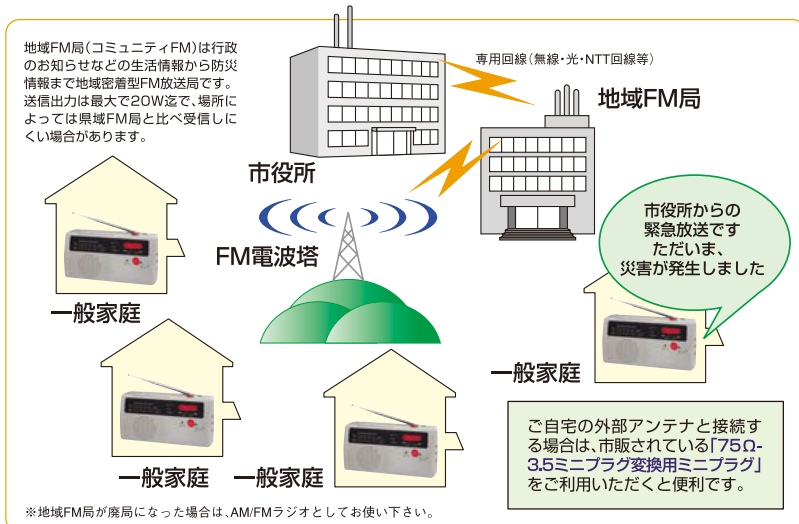 地域FM局(コミュニティFM)は行政
のお知らせなどの生活情報から防災
情報まで地域密着型FM放送局です。
送信出力は最大で20W迄で、場所に
よっては県域FM局と比べ受信しに
くい場合があります。
専用回線(無線・光・NTT回線等)
地域FM局
市役所
FM電波塔
市役所からの
緊急放送です
ただいま、
災害が発生しました
一般家庭
一般家庭
一般家庭
一般家庭
ご自宅の外部アンテナと接続す
る場合は、市販されている「75Ω-
3.5ミニプラグ変換用ミニプラグ」
をご利用いただくと便利です。
※地域FM局が廃局になった場合は、AM/FMラジオとしてお使い下さい。